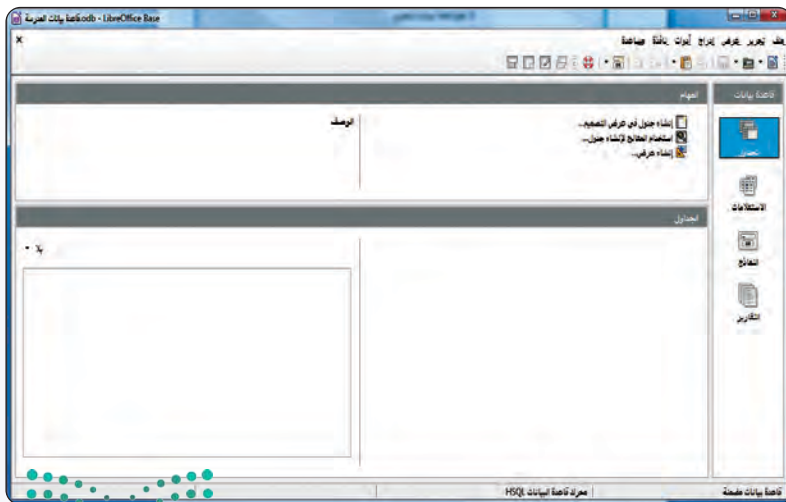 قاعدة بيانات المدرسة.odb - LibreOffice Base
ملف تحرير عرض إدراج أدوات نافذة مساعدة
قاعدة بيانات
المهام
الجداول
الاستعلامات
النماذج
التقارير
إنشاء جدول في عرض التصميم...
استخدام المعالج لإنشاء جدول...
إنشاء عرض...
الوصف
الجداول
بلا
قاعدة بيانات مضمنة
محرك قاعدة البيانات HSQL